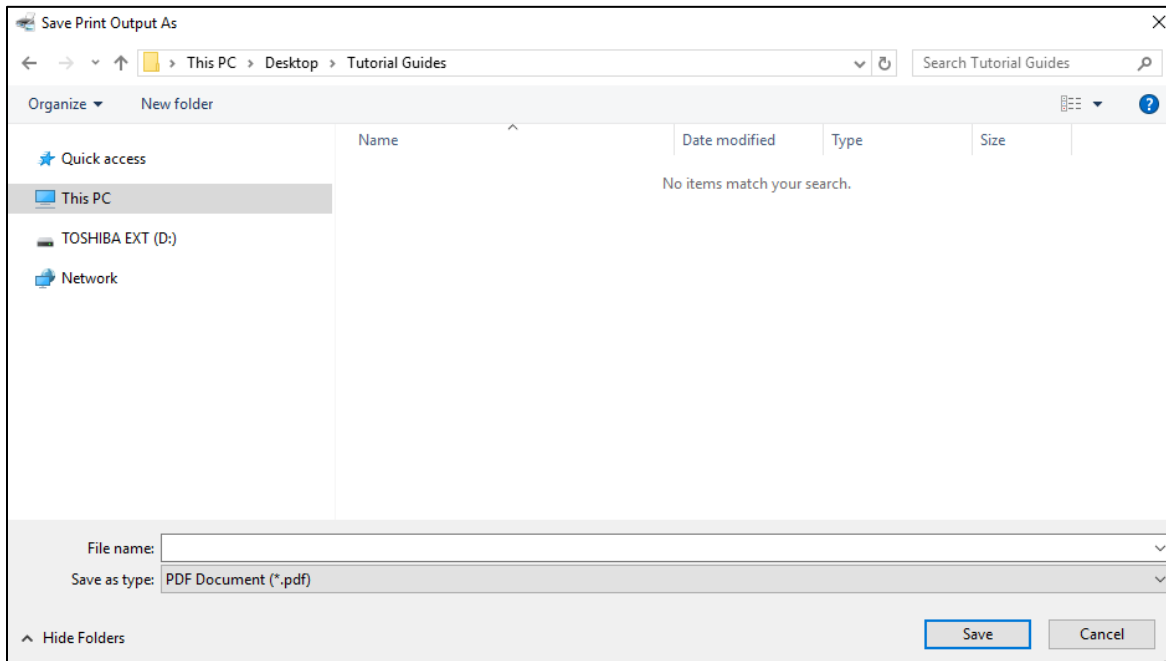 Save Print Output As
This PC > Desktop > Tutorial Guides
Search Tutorial Guides
Organize
New folder
Name
Date modified
Type
Size
Quick access
This PC
TOSHIBA EXT (D:)
Network
No items match your search.
File name:
Save as type: PDF Document (*.pdf)
Hide Folders
Save
Cancel